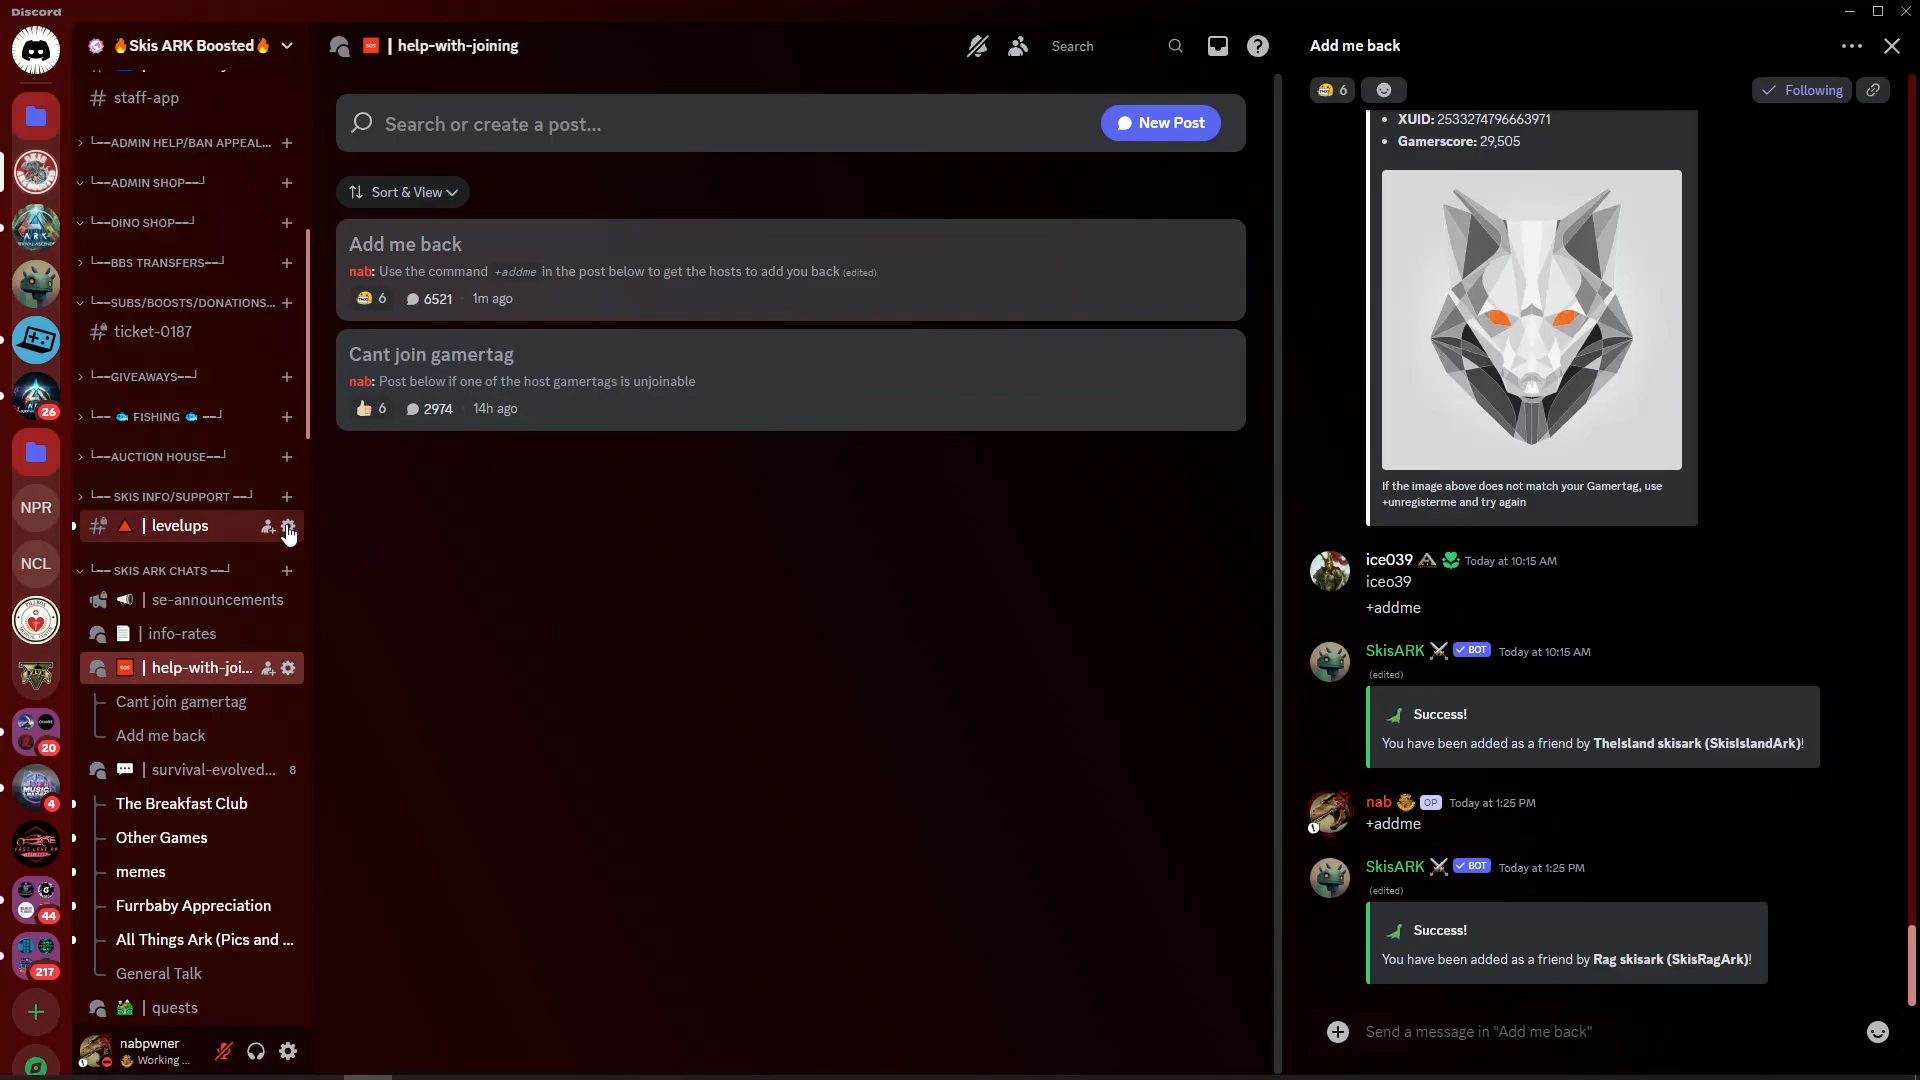 Discord
🔥Skis ARK Boosted🔥
staff-app
ADMIN HELP/BAN APPEAL...
ADMIN SHOP
DINO SHOP
BBS TRANSFERS
SUBS/BOOSTS/DONATIONS...
ticket-0187
GIVEAWAYS
🐟 FISHING 🐟
AUCTION HOUSE
SKIS INFO/SUPPORT
🔺 | levelups
SKIS ARK CHATS
📢 | se-announcements
📄 | info-rates
🆘 | help-with-joi...
Cant join gamertag
Add me back
💬 | survival-evolved... 8
The Breakfast Club
Other Games
memes
Furrbaby Appreciation
All Things Ark (Pics and ...
General Talk
| quests
nabpwner
Working ...
26
NPR
NCL
20
4
44
217
🆘 | help-with-joining
Search
Search or create a post...
New Post
Sort & View
Add me back
nab: Use the command +addme in the post below to get the hosts to add you back (edited)
6 6521 · 1m ago
Cant join gamertag
nab: Post below if one of the host gamertags is unjoinable
👍 6 2974 · 14h ago
Add me back
6
Following
• XUID: 2533274796663971
• Gamerscore: 29,505
If the image above does not match your Gamertag, use
+unregisterme and try again
ice039 Today at 10:15 AM
iceo39
+addme
SkisARK ⚔ ✓ BOT Today at 10:15 AM
(edited)
Success!
You have been added as a friend by TheIsland skisark (SkisIslandArk)!
nab OP Today at 1:25 PM
+addme
SkisARK ⚔ ✓ BOT Today at 1:25 PM
(edited)
Success!
You have been added as a friend by Rag skisark (SkisRagArk)!
Send a message in "Add me back"